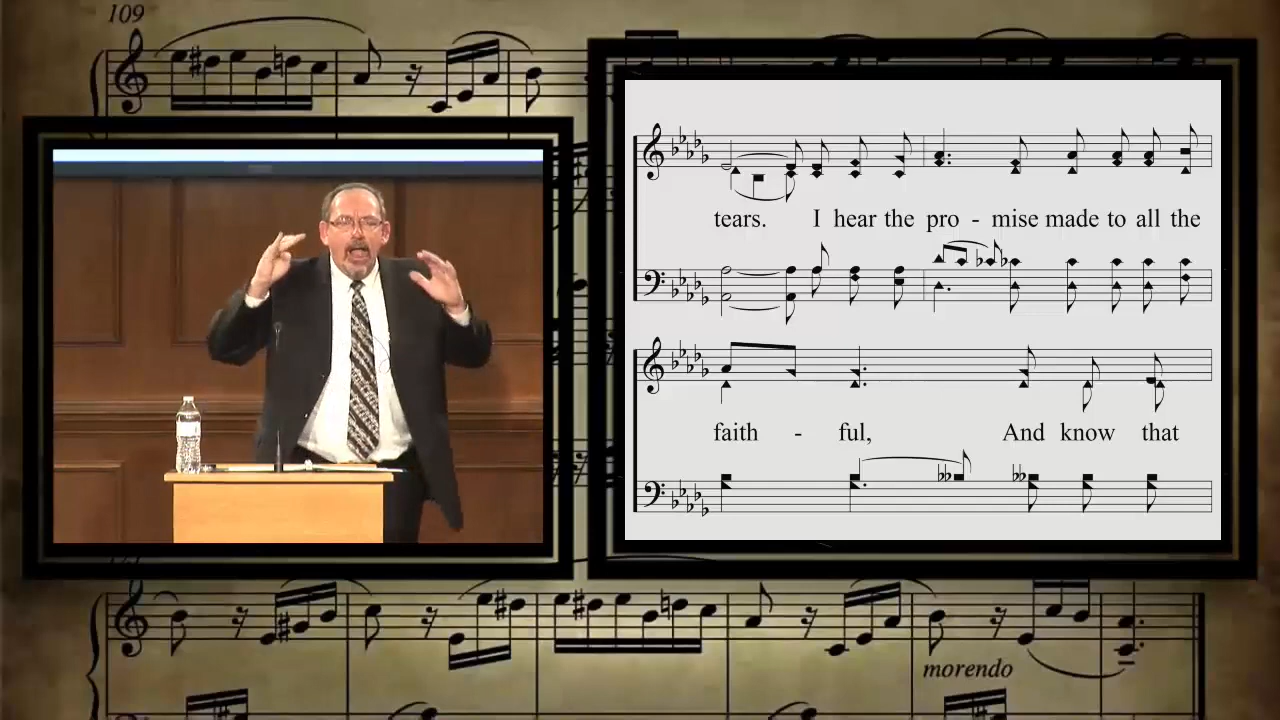 109
tears. I hear the pro - mise made to all the
faith - ful, And know that
morendo